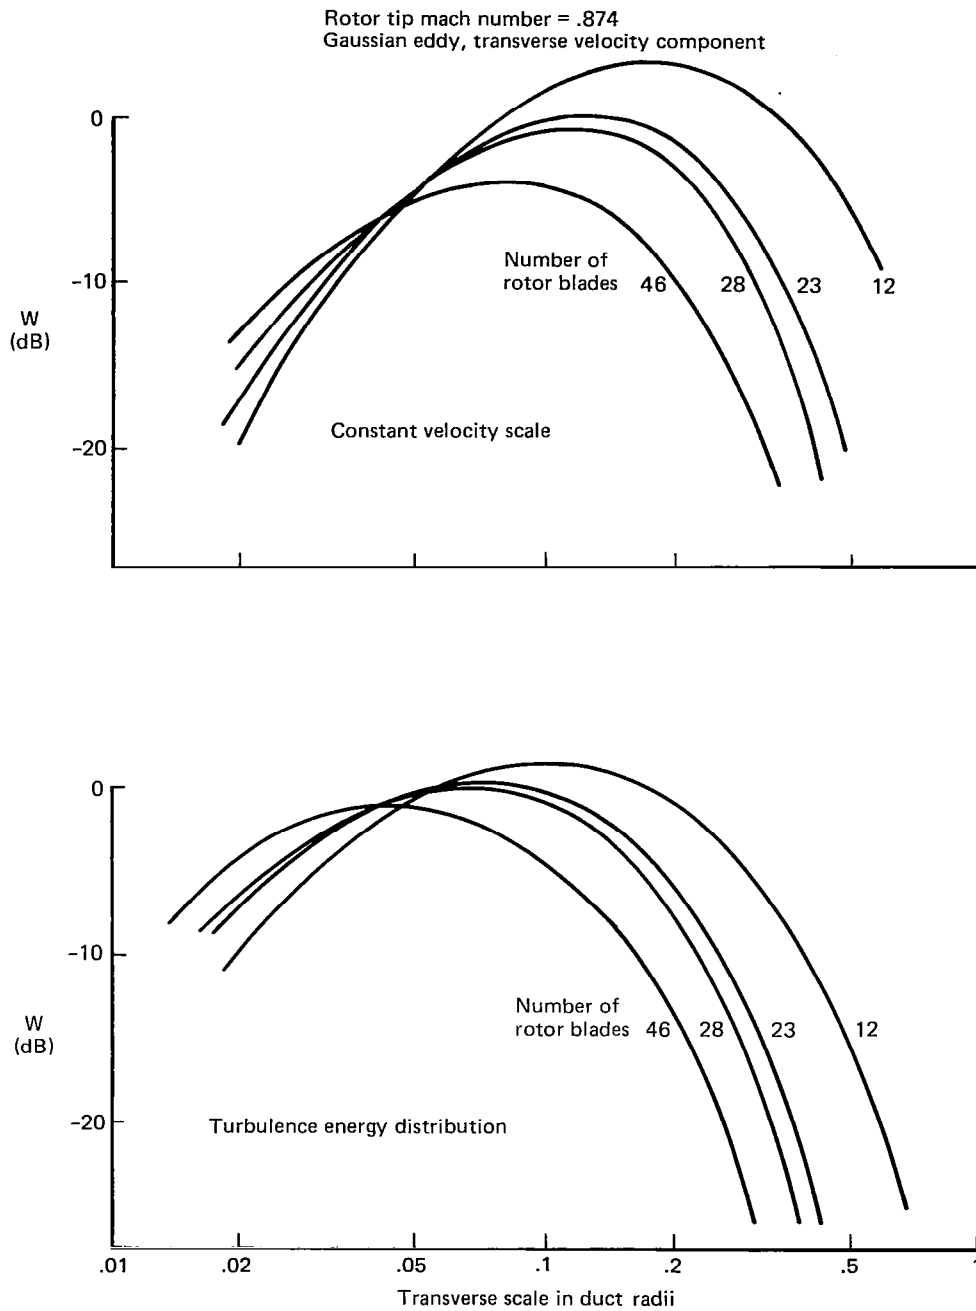 Rotor tip mach number = .874
Gaussian eddy, transverse velocity component
0
-10
-20
W
(dB)
Number of
rotor blades 46 28 23 12
Constant velocity scale
0
-10
-20
W
(dB)
Number of
rotor blades 46 28 23 12
Turbulence energy distribution
.01 .02 .05 .1 .2 .5 1
Transverse scale in duct radii